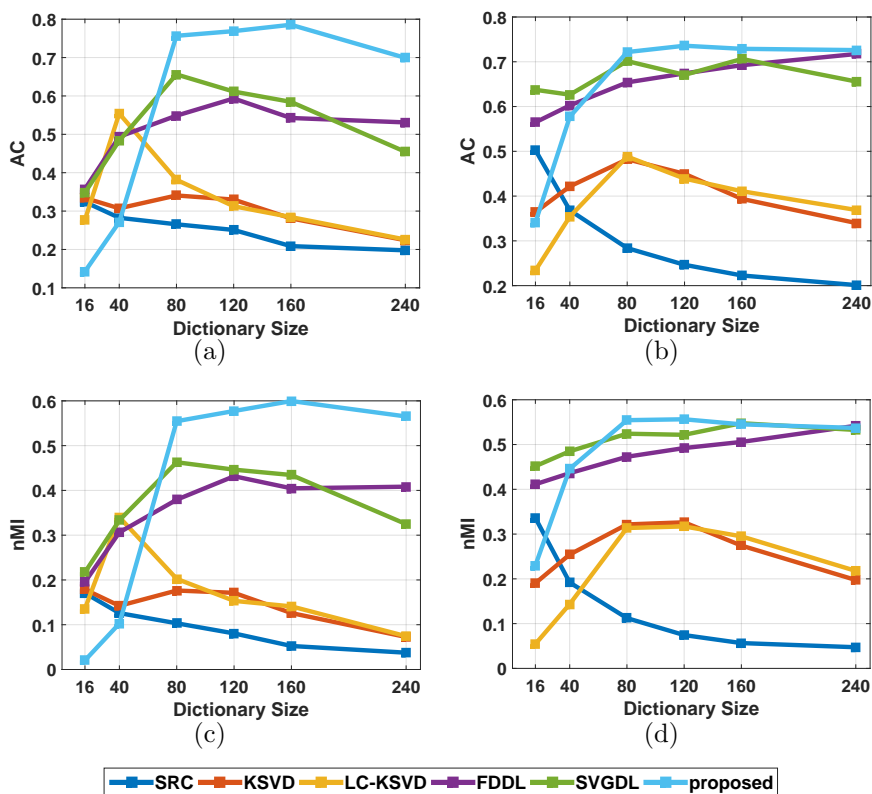 0.8
0.7
0.6
0.5
0.4
0.3
0.2
0.1
AC
16 40 80 120 160 240
Dictionary Size
(a)
0.8
0.7
0.6
0.5
0.4
0.3
0.2
AC
16 40 80 120 160 240
Dictionary Size
(b)
0.6
0.5
0.4
0.3
0.2
0.1
0
nMI
16 40 80 120 160 240
Dictionary Size
(c)
0.6
0.5
0.4
0.3
0.2
0.1
0
nMI
16 40 80 120 160 240
Dictionary Size
(d)
SRC KSVD LC-KSVD FDDL SVGDL proposed